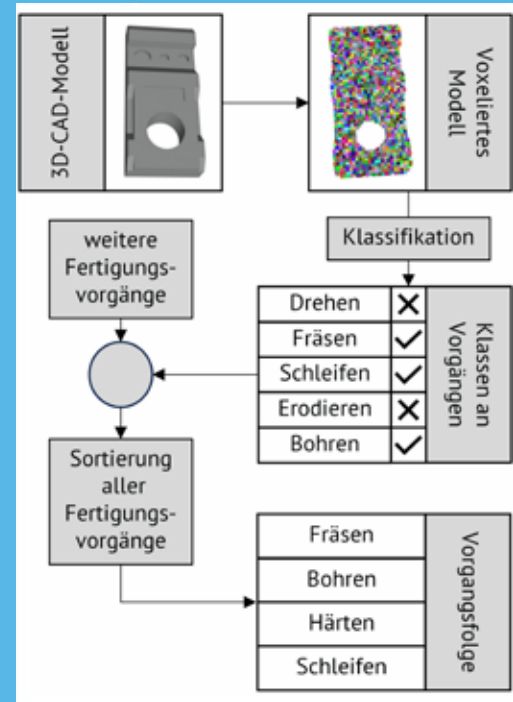 3D-CAD-Modell
Voxeliertes
Modell
Klassifikation
weitere
Fertigungs-
vorgänge
Drehen
Fräsen
Schleifen
Erodieren
Bohren
Klassen an
Vorgängen
Sortierung
aller
Fertigungs-
vorgänge
Fräsen
Bohren
Härten
Schleifen
Vorgangsfolge